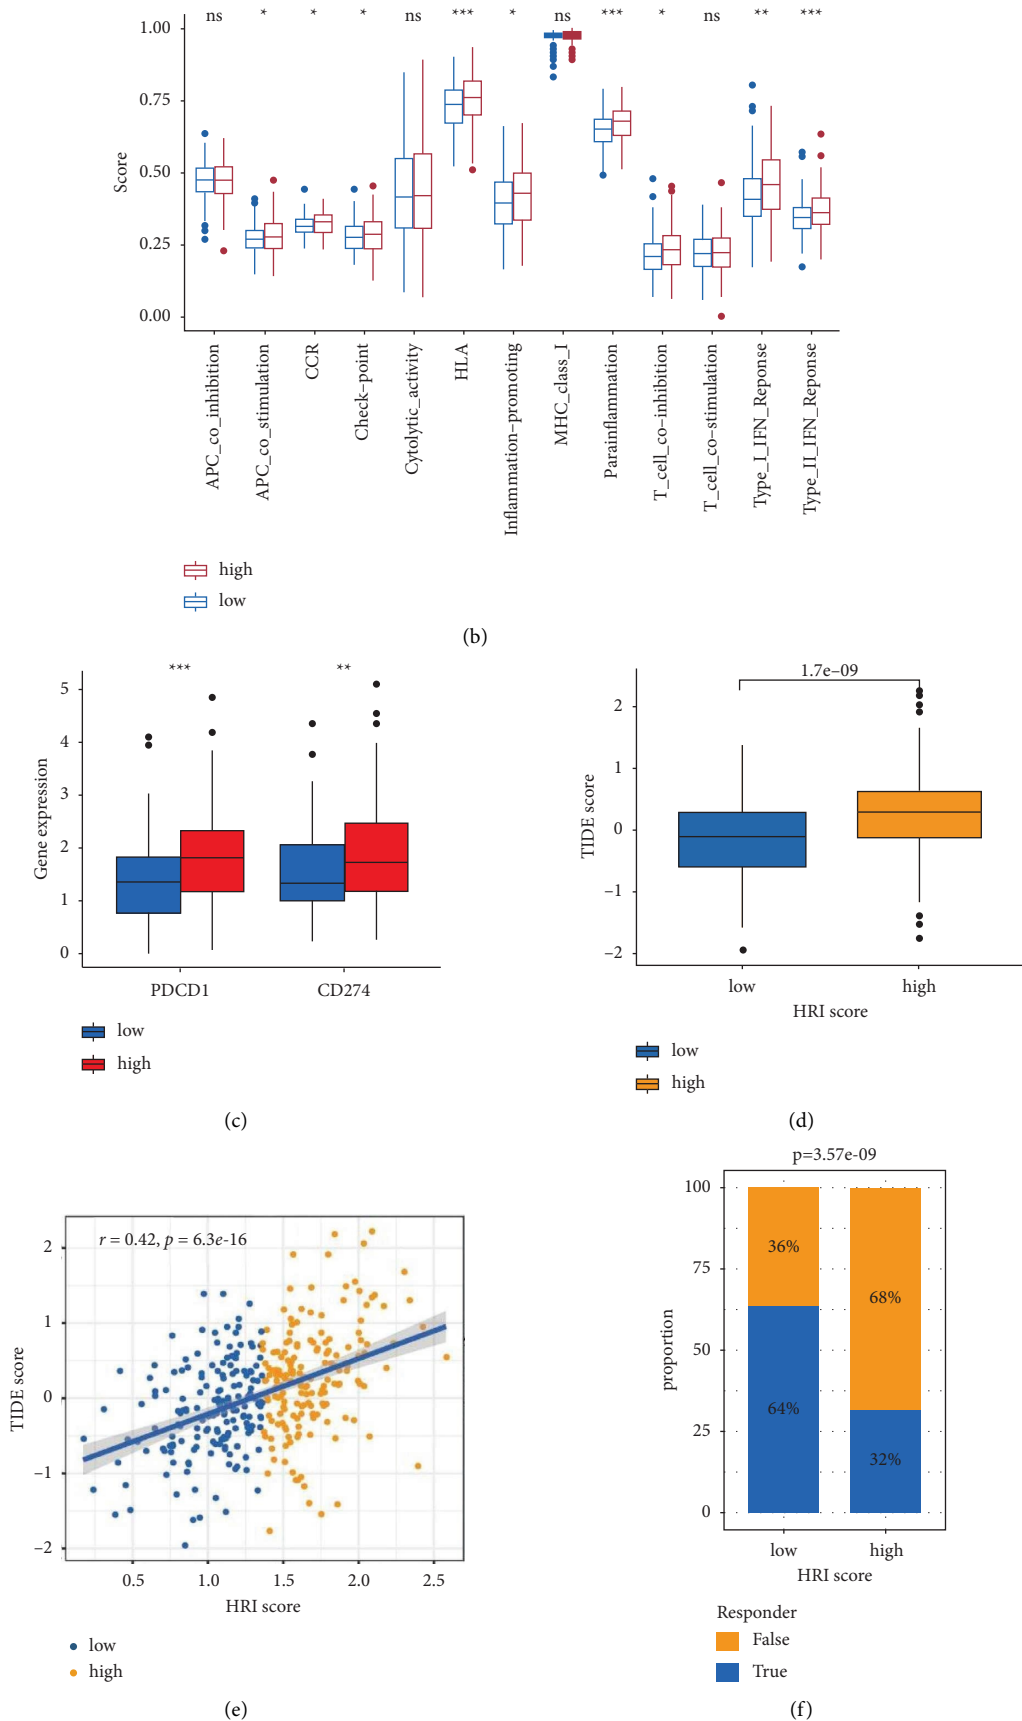 ns * * * ns *** * ns *** * ns ** ***
1.00
0.75
0.50
0.25
0.00
Score
APC_co_inhibition
APC_co_stimulation
CCR
Check-point
Cytolytic_activity
HLA
Inflammation-promoting
MHC_class_I
Parainflammation
T_cell_co-inhibition
T_cell_co-stimulation
Type_I_IFN_Reponse
Type_II_IFN_Reponse
high
low
(b)
*** **
5
4
3
2
1
0
Gene expression
PDCD1 CD274
low
high
(c)
1.7e-09
2
1
0
-1
-2
TIDE score
low high
HRI score
low
high
(d)
r = 0.42, p = 6.3e-16
2
1
0
-1
-2
TIDE score
0.5 1.0 1.5 2.0 2.5
HRI score
low
high
(e)
p=3.57e-09
100
75
50
25
0
proportion
36%
68%
64%
32%
low high
HRI score
Responder
False
True
(f)